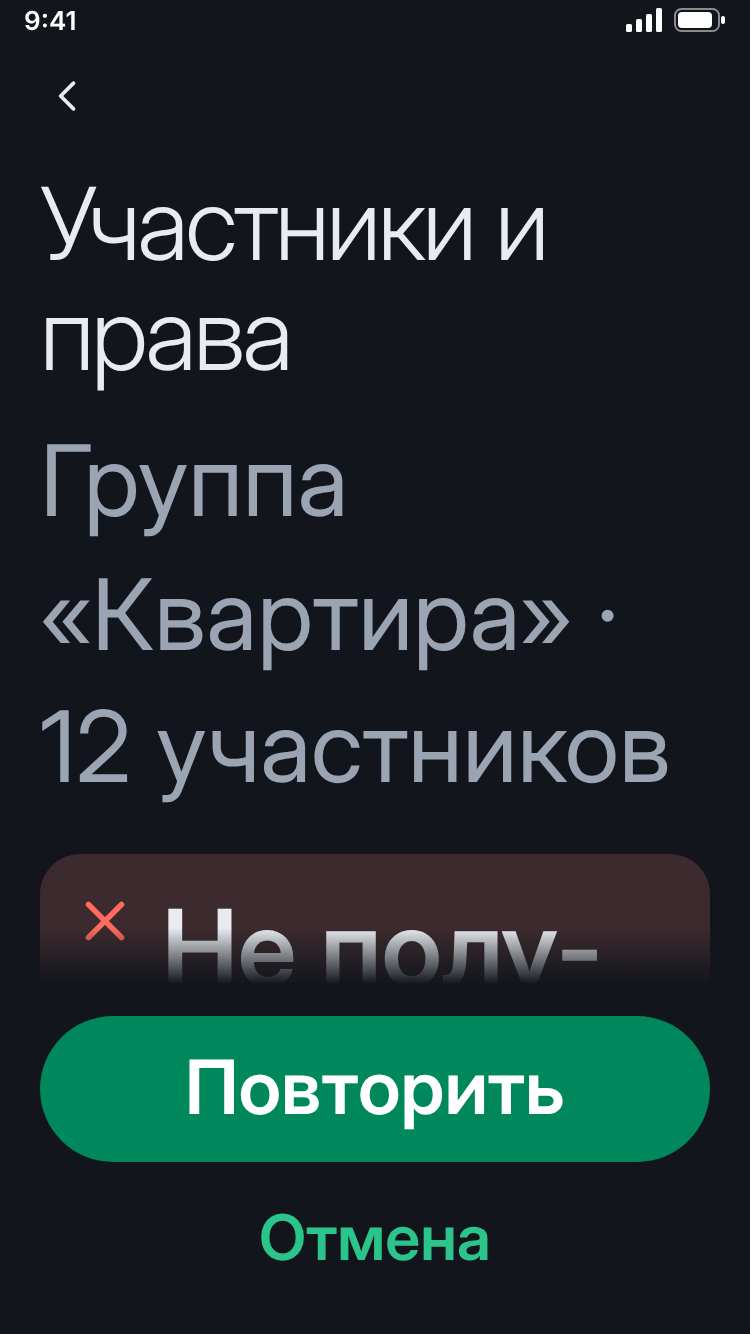 9:41
Участники и
права
Группа
«Квартира» ·
12 участников
Не полу-
Повторить
Отмена